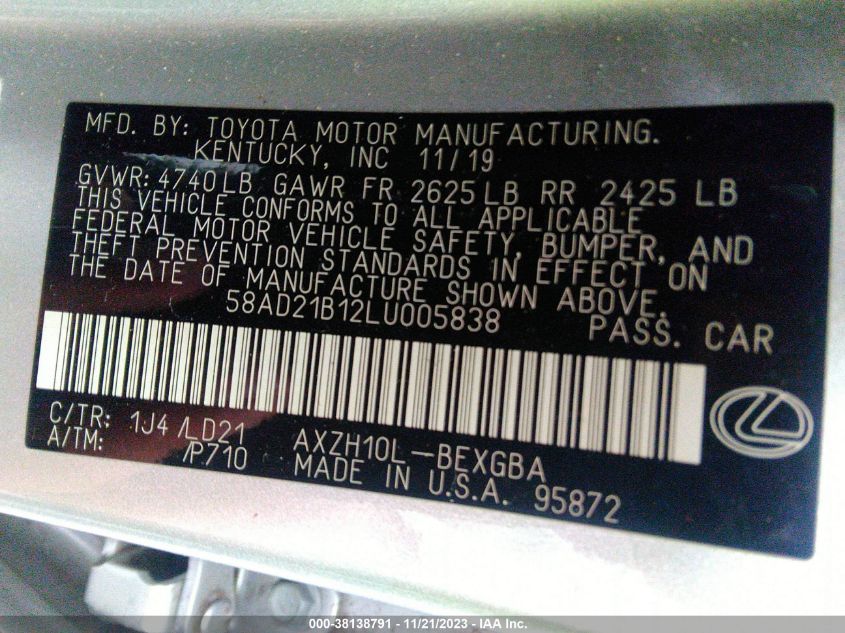 MFD. BY: TOYOTA MOTOR MANUFACTURING.
KENTUCKY, INC 11/19
GVWR: 4740LB GAWR FR 2625LB RR 2425 LB
THIS VEHICLE CONFORMS TO ALL APPLICABLE
FEDERAL MOTOR VEHICLE SAFETY, BUMPER, AND
THEFT PREVENTION STANDARDS IN EFFECT ON
THE DATE OF MANUFACTURE SHOWN ABOVE.
58AD21B12LU005838 PASS. CAR
C/TR: 1J4 /LD21 AXZH10L-BEXGBA
A/TM: /P710 MADE IN U.S.A. 95872
000-38138791 - 11/21/2023 - IAA Inc.